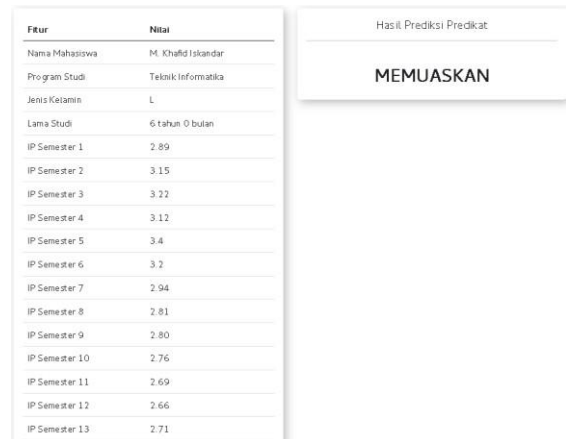 Fitur Nilai
Nama Mahasiswa M. Khafid Iskandar
Program Studi Teknik Informatika
Jenis Kelamin L
Lama Studi 6 tahun 0 bulan
IP Semester 1 2.89
IP Semester 2 3.15
IP Semester 3 3.22
IP Semester 4 3.12
IP Semester 5 3.4
IP Semester 6 3.2
IP Semester 7 2.94
IP Semester 8 2.81
IP Semester 9 2.80
IP Semester 10 2.76
IP Semester 11 2.69
IP Semester 12 2.66
IP Semester 13 2.71
Hasil Prediksi Predikat
MEMUASKAN